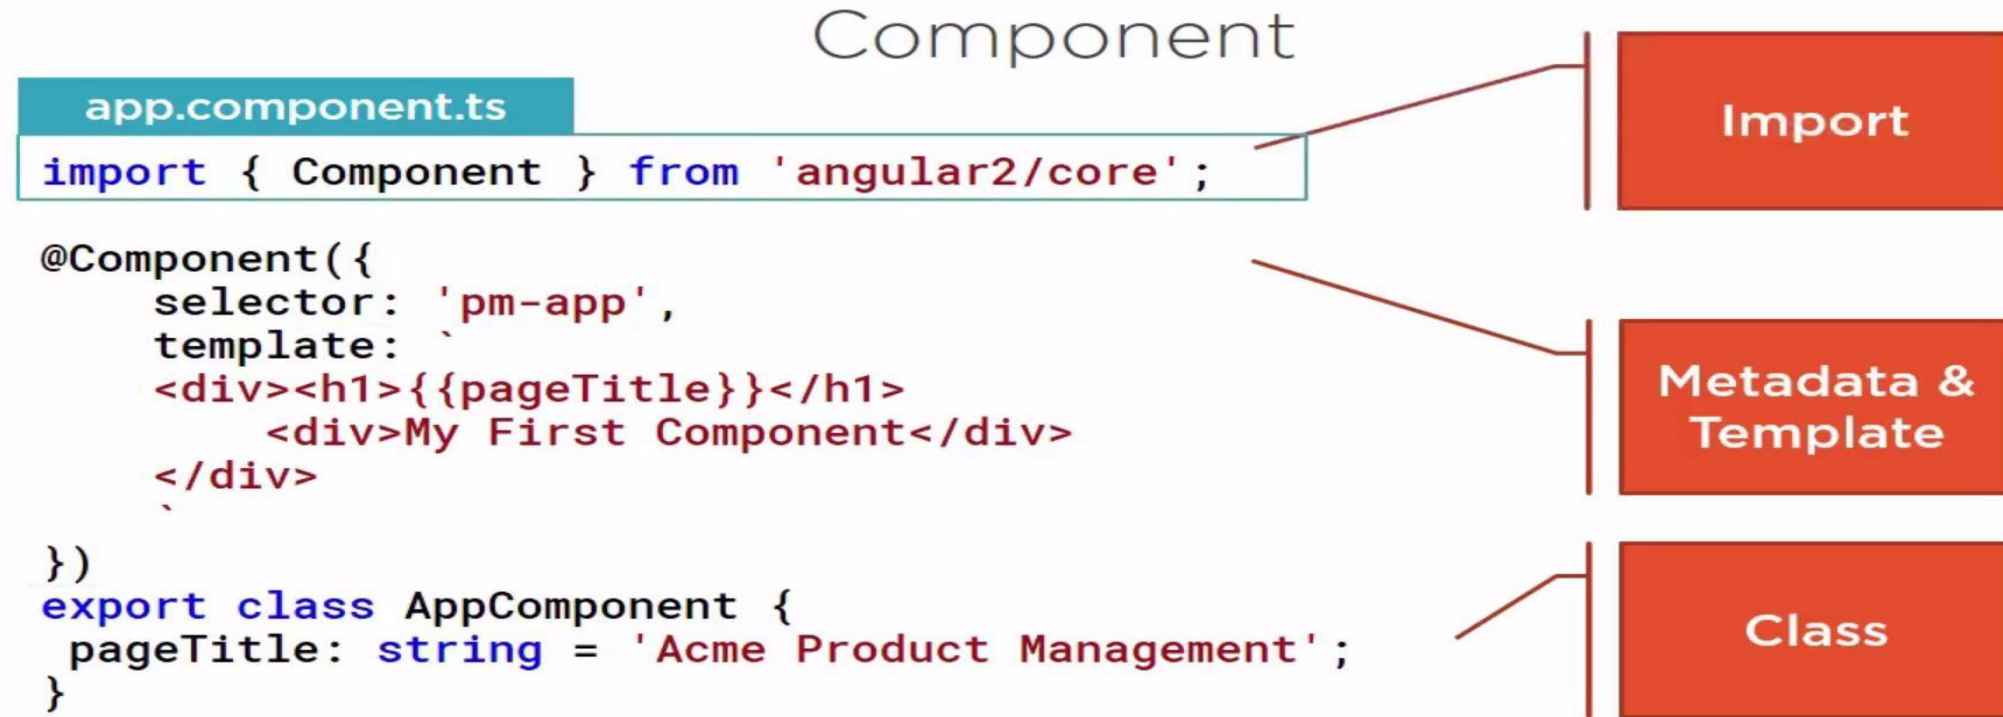 Component
app.component.ts
import { Component } from 'angular2/core';
@Component({
selector: 'pm-app',
template: `
<div><h1>{{pageTitle}}</h1>
<div>My First Component</div>
</div>
`
})
export class AppComponent {
pageTitle: string = 'Acme Product Management';
}
Import
Metadata &
Template
Class